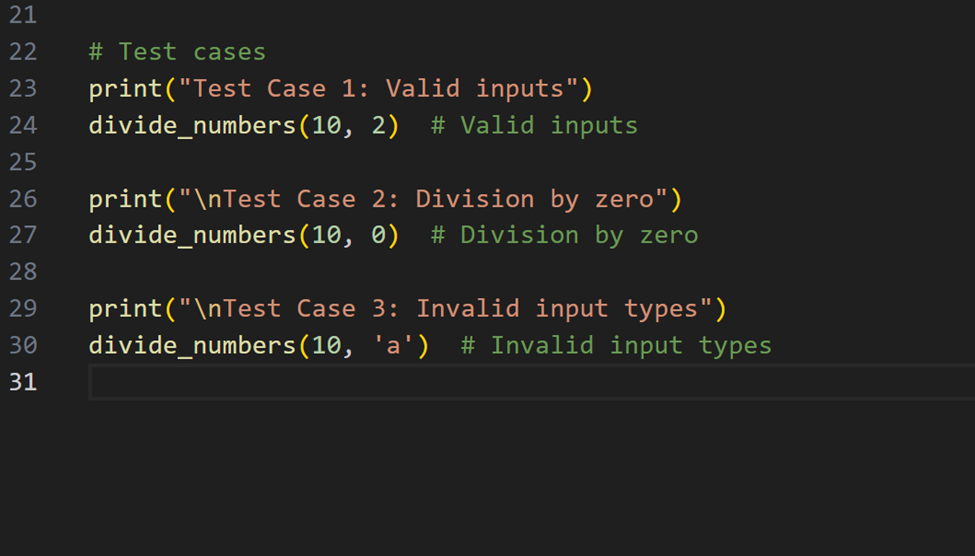 21
22 # Test cases
23 print("Test Case 1: Valid inputs")
24 divide_numbers(10, 2)  # Valid inputs
25
26 print("\nTest Case 2: Division by zero")
27 divide_numbers(10, 0)  # Division by zero
28
29 print("\nTest Case 3: Invalid input types")
30 divide_numbers(10, 'a')  # Invalid input types
31